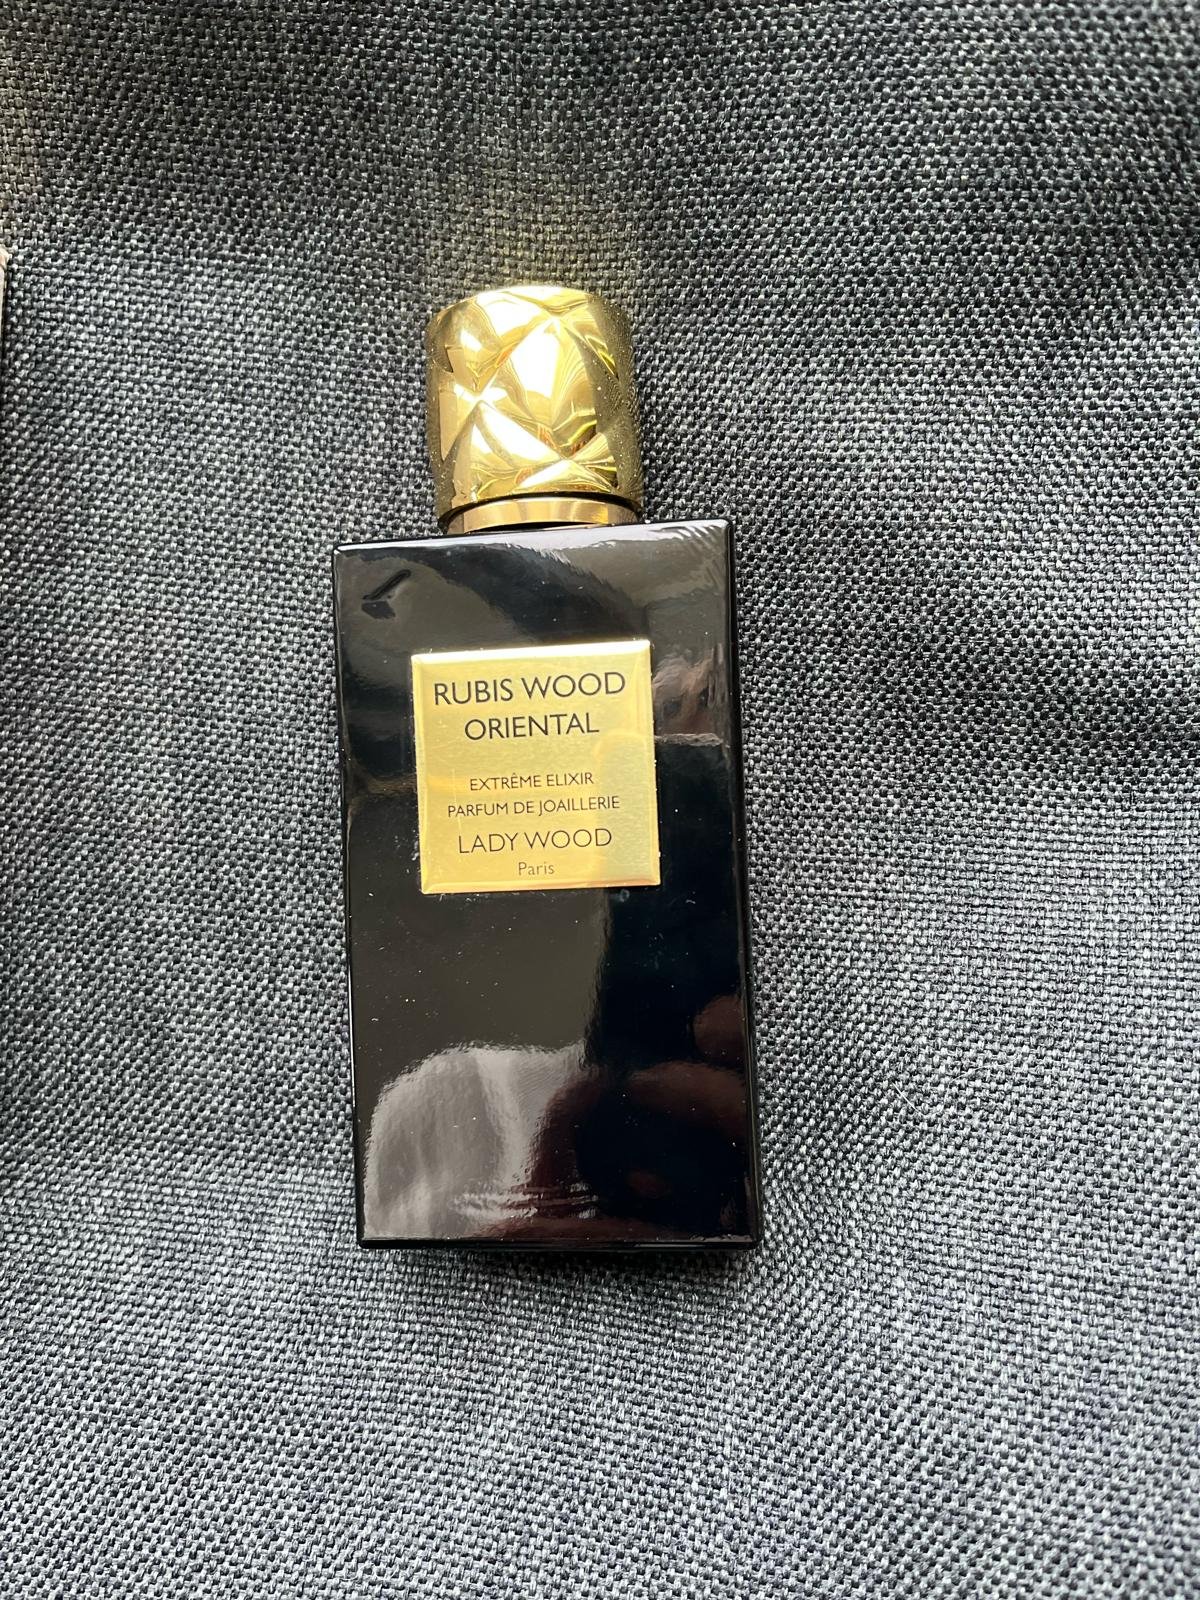 RUBIS WOOD
ORIENTAL
EXTRÊME ELIXIR
PARFUM DE JOAILLERIE
LADY WOOD
Paris